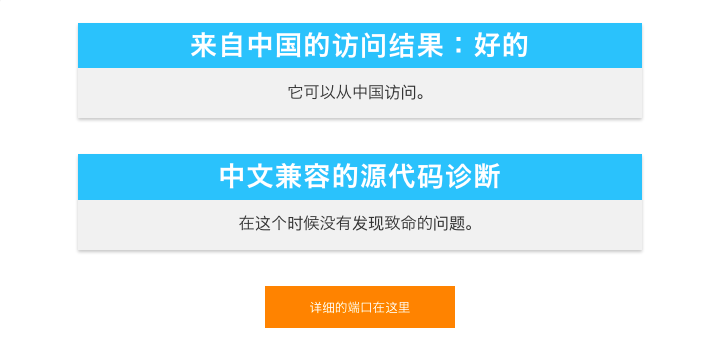 来自中国的访问结果：好的
它可以从中国访问。
中文兼容的源代码诊断
在这个时候没有发现致命的问题。
详细的端口在这里